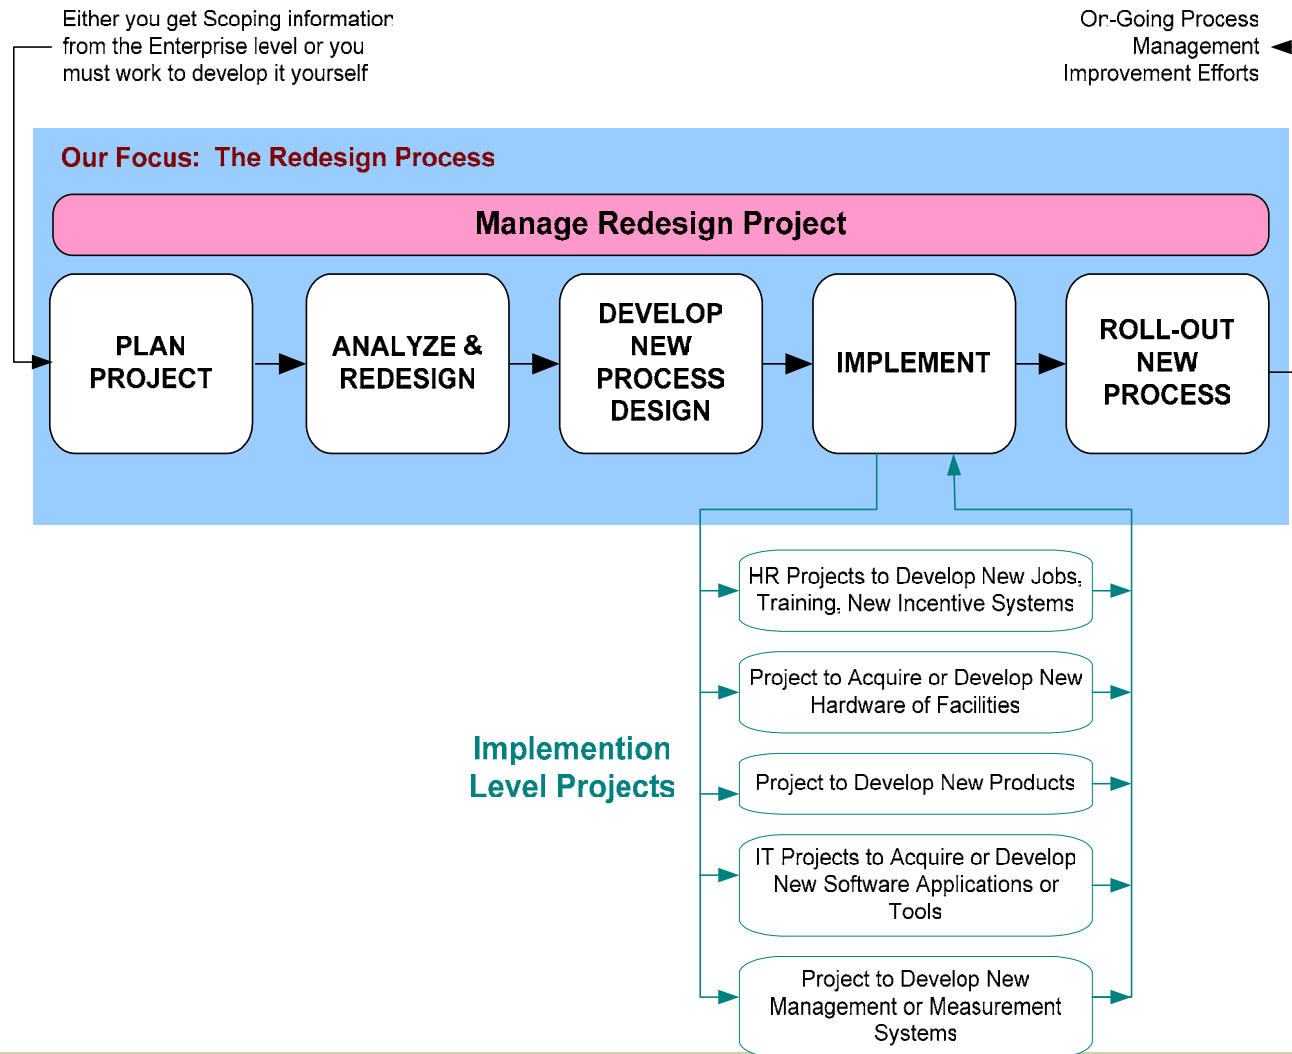 Either you get Scoping information
from the Enterprise level or you
must work to develop it yourself
On-Going Process
Management
Improvement Efforts
Our Focus: The Redesign Process
Manage Redesign Project
PLAN
PROJECT
ANALYZE &
REDESIGN
DEVELOP
NEW
PROCESS
DESIGN
IMPLEMENT
ROLL-OUT
NEW
PROCESS
HR Projects to Develop New Jobs,
Training, New Incentive Systems
Project to Acquire or Develop New
Hardware of Facilities
Implemention
Level Projects
Project to Develop New Products
IT Projects to Acquire or Develop
New Software Applications or
Tools
Project to Develop New
Management or Measurement
Systems